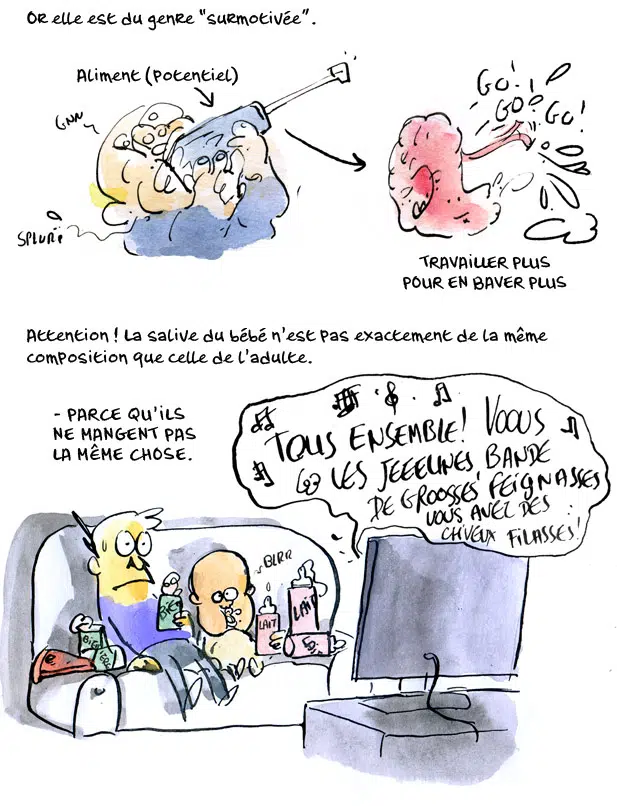 Or elle est du genre "surmotivée".
Aliment (potentiel)
GNN
GO!
GO?
GO!
SPLURP
TRAVAILLER PLUS
POUR EN BAVER PLUS
Attention ! La salive du bébé n'est pas exactement de la même
composition que celle de l'adulte.
- PARCE QU'ILS
NE MANGENT PAS
LA MÊME CHOSE.
TOUS ENSEMBLE! VOOUS
LES JEEEUNES BANDE
DE GROOSSES FEIGNASSES
VOUS AVEZ DES
CHVEUX FILASSES!
BLRR
BIÈRE
LAIT
LAIT